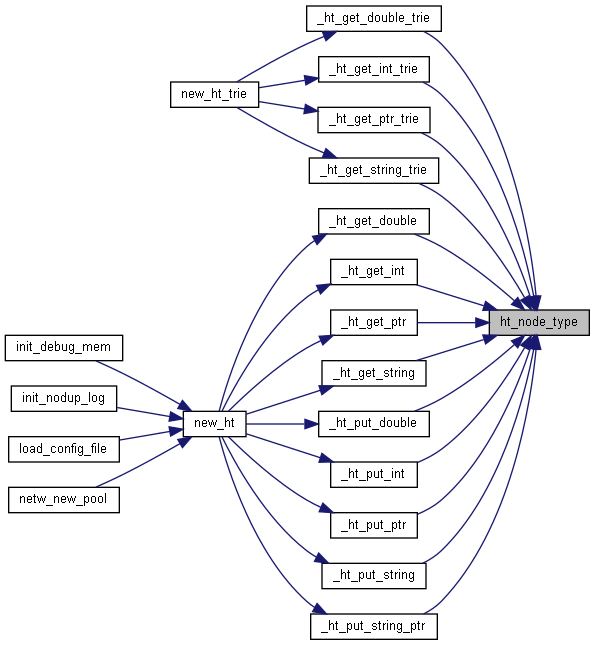 _ht_get_double_trie
_ht_get_int_trie
new_ht_trie
_ht_get_ptr_trie
_ht_get_string_trie
_ht_get_double
_ht_get_int
_ht_get_ptr
ht_node_type
init_debug_mem
_ht_get_string
init_nodup_log
new_ht
_ht_put_double
load_config_file
_ht_put_int
netw_new_pool
_ht_put_ptr
_ht_put_string
_ht_put_string_ptr